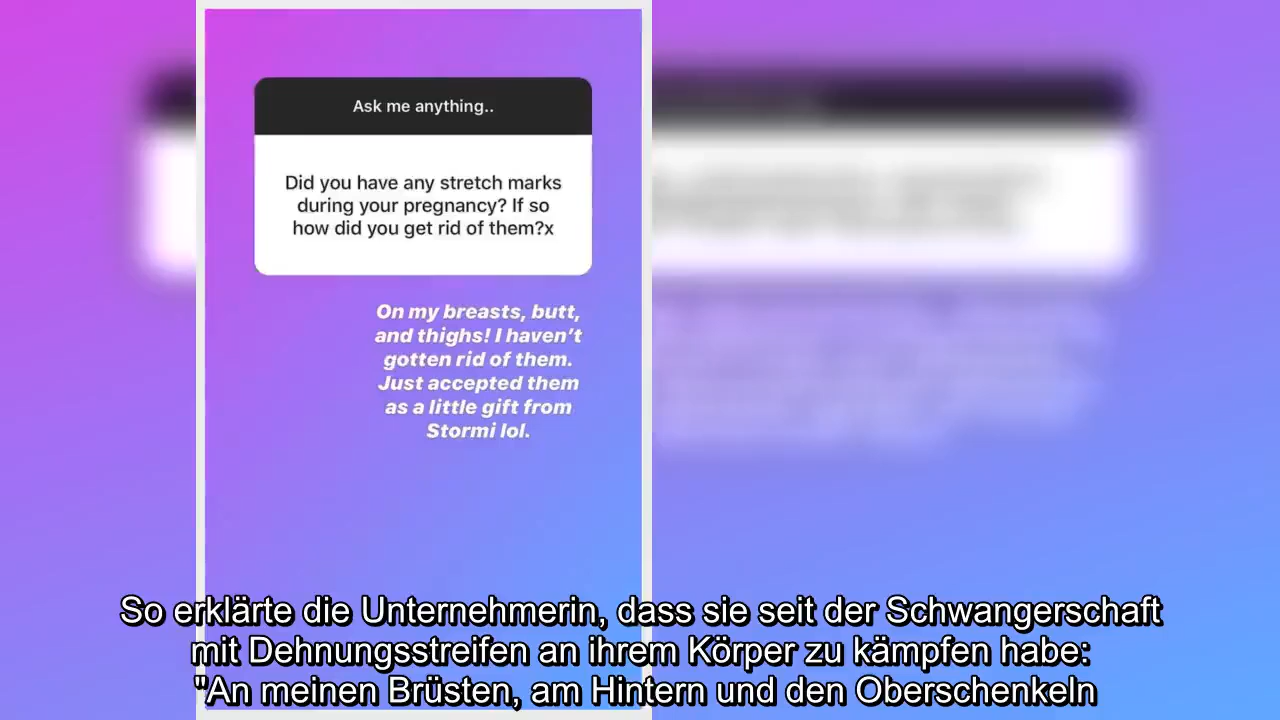 Ask me anything..
Did you have any stretch marks
during your pregnancy? If so
how did you get rid of them?x
On my breasts, butt,
and thighs! I haven't
gotten rid of them.
Just accepted them
as a little gift from
Stormi lol.
So erklärte die Unternehmerin, dass sie seit der Schwangerschaft
mit Dehnungsstreifen an ihrem Körper zu kämpfen habe:
"An meinen Brüsten, am Hintern und den Oberschenkeln